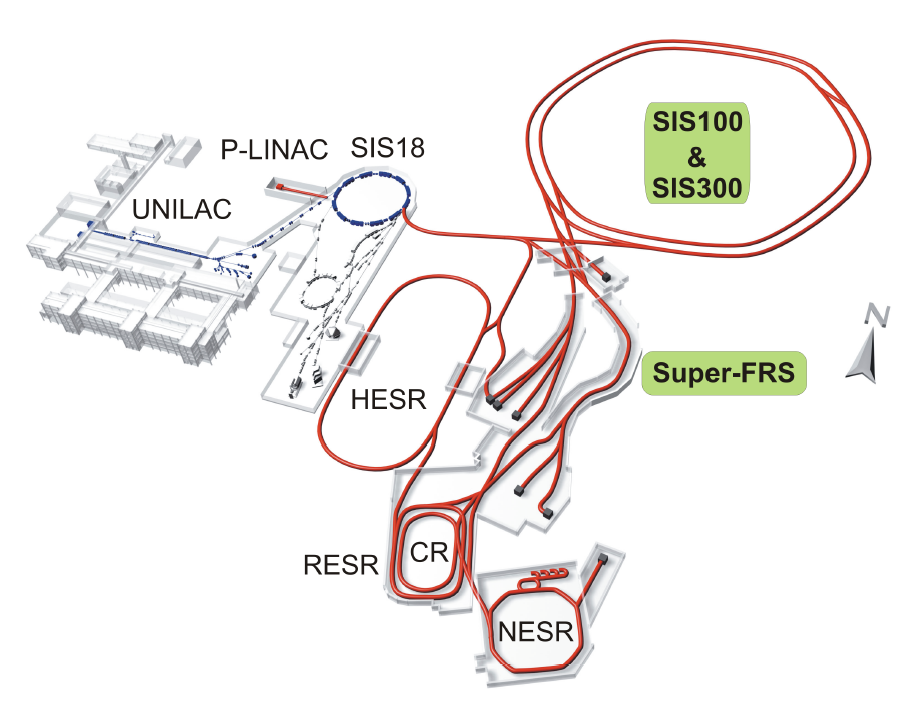 SIS100
&
SIS300
P-LINAC
SIS18
UNILAC
N
Super-FRS
HESR
RESR
CR
NESR